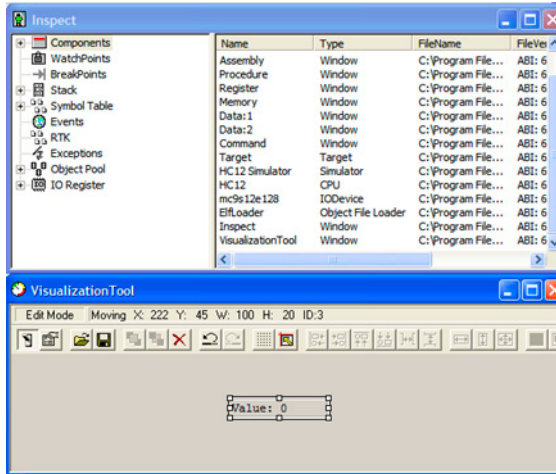 Inspect
Components
WatchPoints
BreakPoints
Stack
Symbol Table
Events
RTK
Exceptions
Object Pool
IO Register
Name Type FileName FileVer
Assembly Window C:\Program File... ABI: 6
Procedure Window C:\Program File... ABI: 6
Register Window C:\Program File... ABI: 6
Memory Window C:\Program File... ABI: 6
Data:1 Window C:\Program File... ABI: 6
Data:2 Window C:\Program File... ABI: 6
Command Window C:\Program File... ABI: 6
Target Target C:\Program File... ABI: 6
HC12 Simulator Simulator C:\Program File... ABI: 6
HC12 CPU C:\Program File... ABI: 6
mc9s12e128 IODevice C:\Program File... ABI: 6
ElfLoader Object File Loader C:\Program File... ABI: 6
Inspect Window C:\Program File... ABI: 6
VisualizationTool Window C:\Program File... ABI: 6
VisualizationTool
Edit Mode Moving X: 222 Y: 45 W: 100 H: 20 ID:3
Value: 0